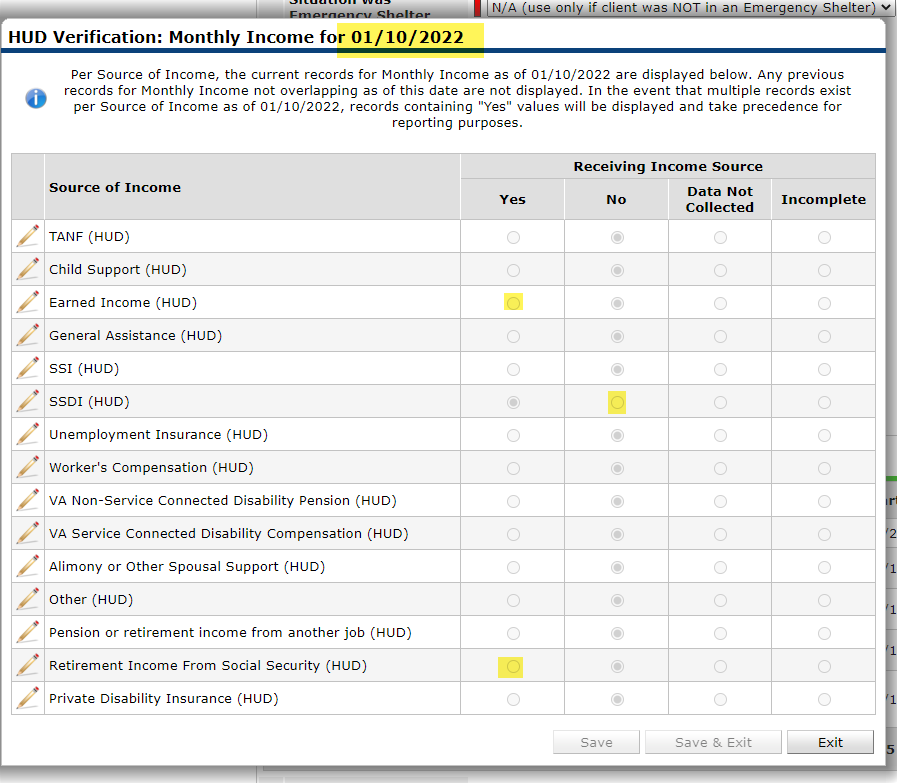 Situation was
Emergency Shelter
N/A (use only if client was NOT in an Emergency Shelter)
HUD Verification: Monthly Income for 01/10/2022
Per Source of Income, the current records for Monthly Income as of 01/10/2022 are displayed below. Any previous
records for Monthly Income not overlapping as of this date are not displayed. In the event that multiple records exist
per Source of Income as of 01/10/2022, records containing "Yes" values will be displayed and take precedence for
reporting purposes.
Source of Income
Receiving Income Source
Yes
No
Data Not
Collected
Incomplete
TANF (HUD)
Child Support (HUD)
Earned Income (HUD)
General Assistance (HUD)
SSI (HUD)
SSDI (HUD)
Unemployment Insurance (HUD)
Worker's Compensation (HUD)
VA Non-Service Connected Disability Pension (HUD)
VA Service Connected Disability Compensation (HUD)
Alimony or Other Spousal Support (HUD)
Other (HUD)
Pension or retirement income from another job (HUD)
Retirement Income From Social Security (HUD)
Private Disability Insurance (HUD)
Save
Save & Exit
Exit